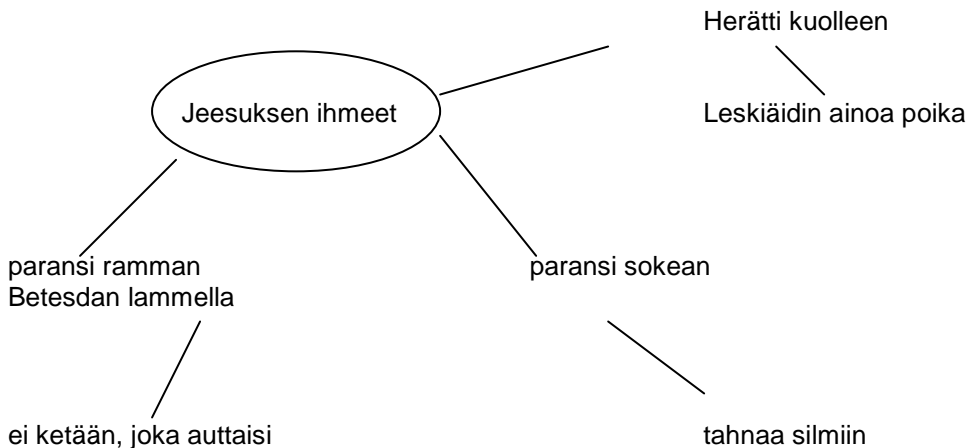 Herätti kuolleen
Jeesuksen ihmeet
Leskiäidin ainoa poika
paransi ramman
Betesdan lammella
paransi sokean
ei ketään, joka auttaisi
tahnaa silmiin